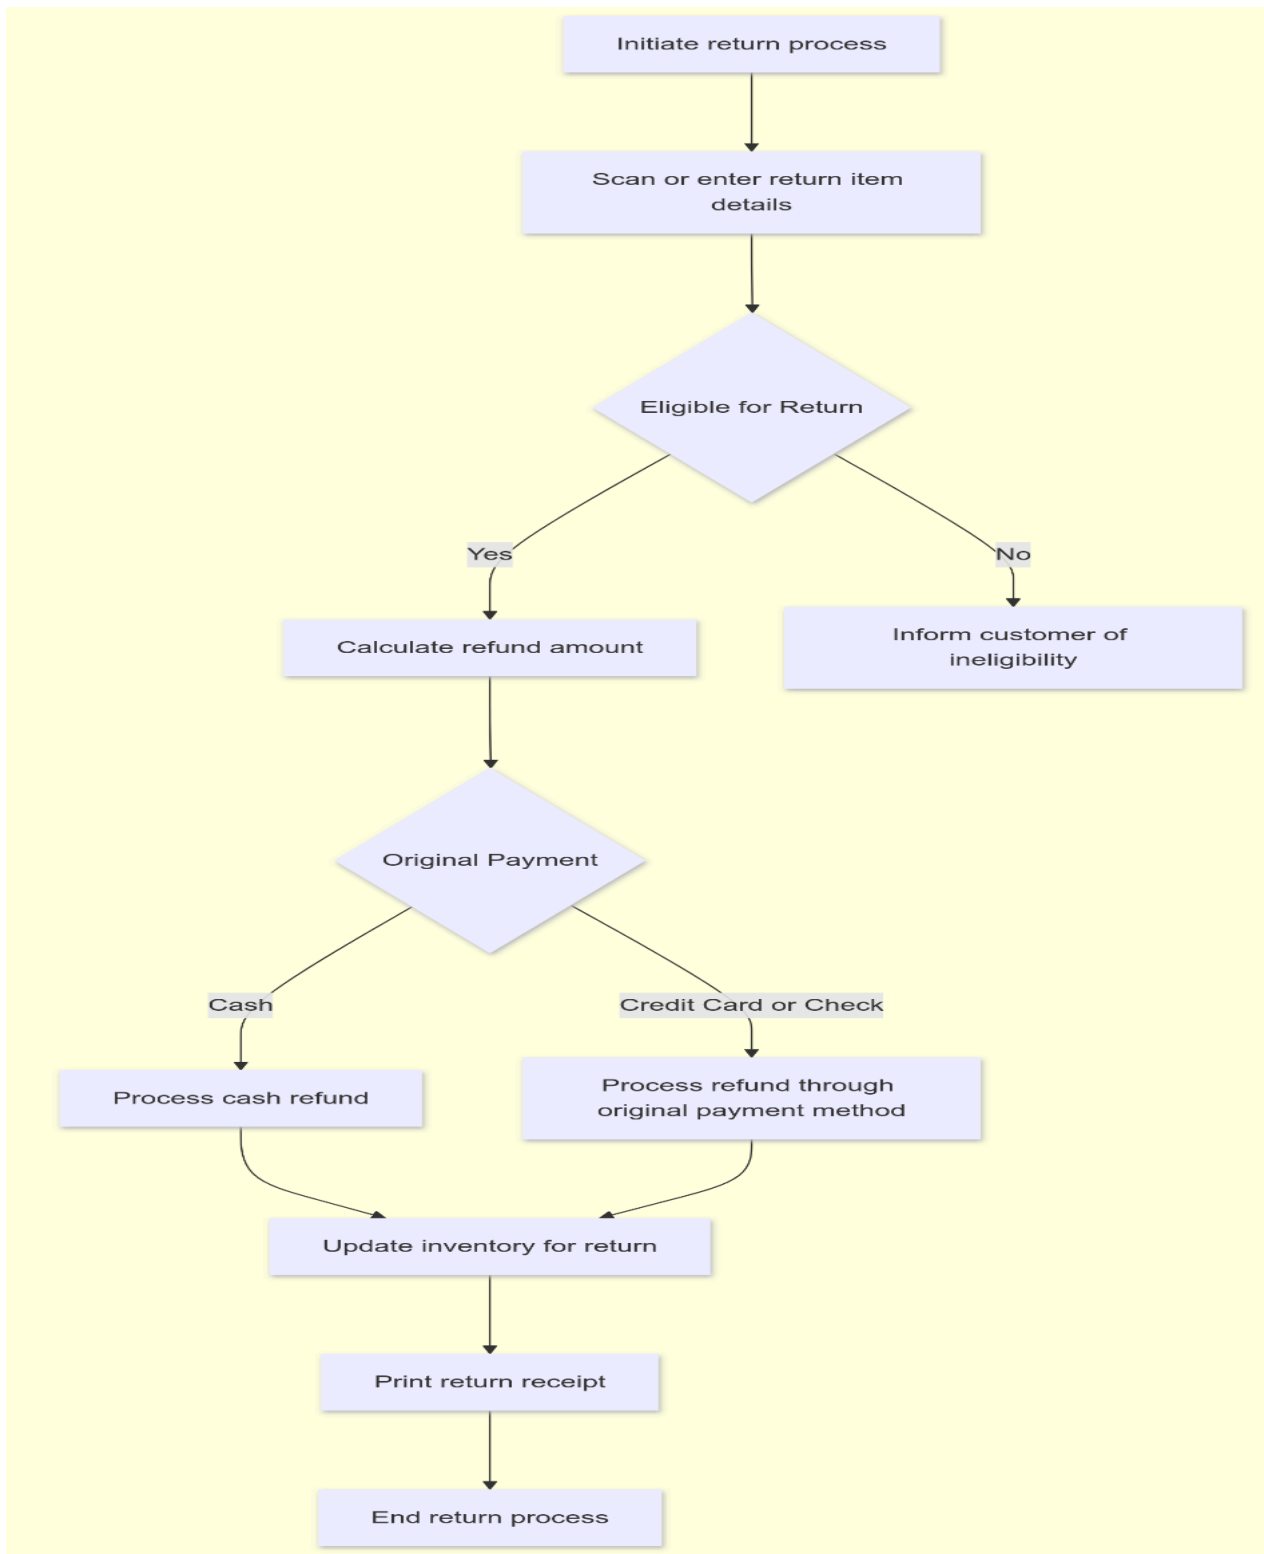 Initiate return process
Scan or enter return item
details
Eligible for Return
Yes
No
Calculate refund amount
Inform customer of
ineligibility
Original Payment
Cash
Credit Card or Check
Process cash refund
Process refund through
original payment method
Update inventory for return
Print return receipt
End return process